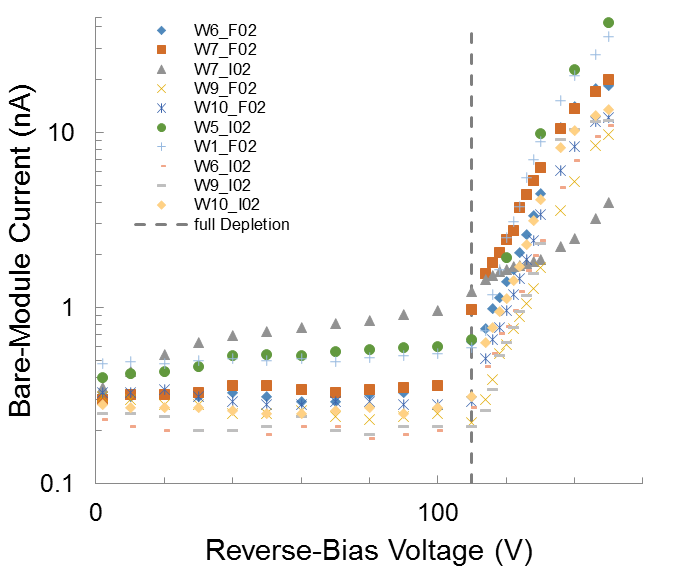 W6_F02
W7_F02
W7_I02
W9_F02
W10_F02
W5_I02
W1_F02
W6_I02
W9_I02
W10_I02
full Depletion
Bare-Module Current (nA)
10
1
0.1
0
100
Reverse-Bias Voltage (V)